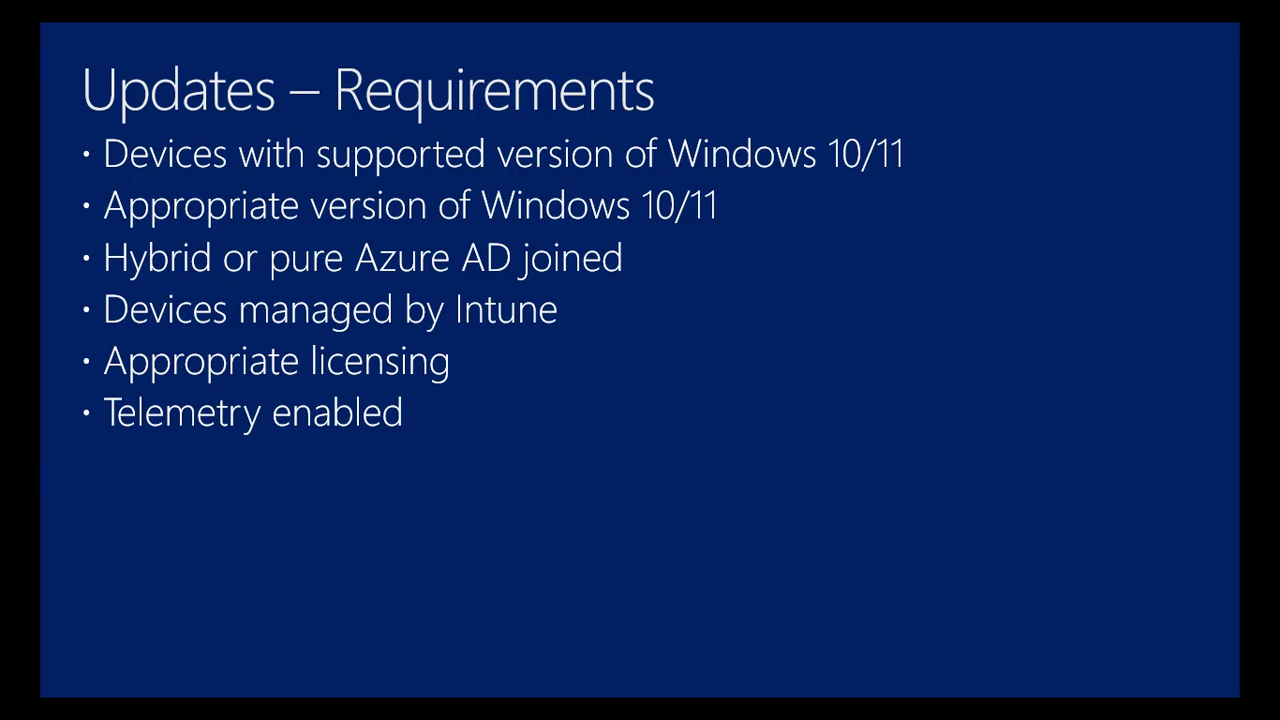 Updates – Requirements
• Devices with supported version of Windows 10/11
• Appropriate version of Windows 10/11
• Hybrid or pure Azure AD joined
• Devices managed by Intune
• Appropriate licensing
• Telemetry enabled